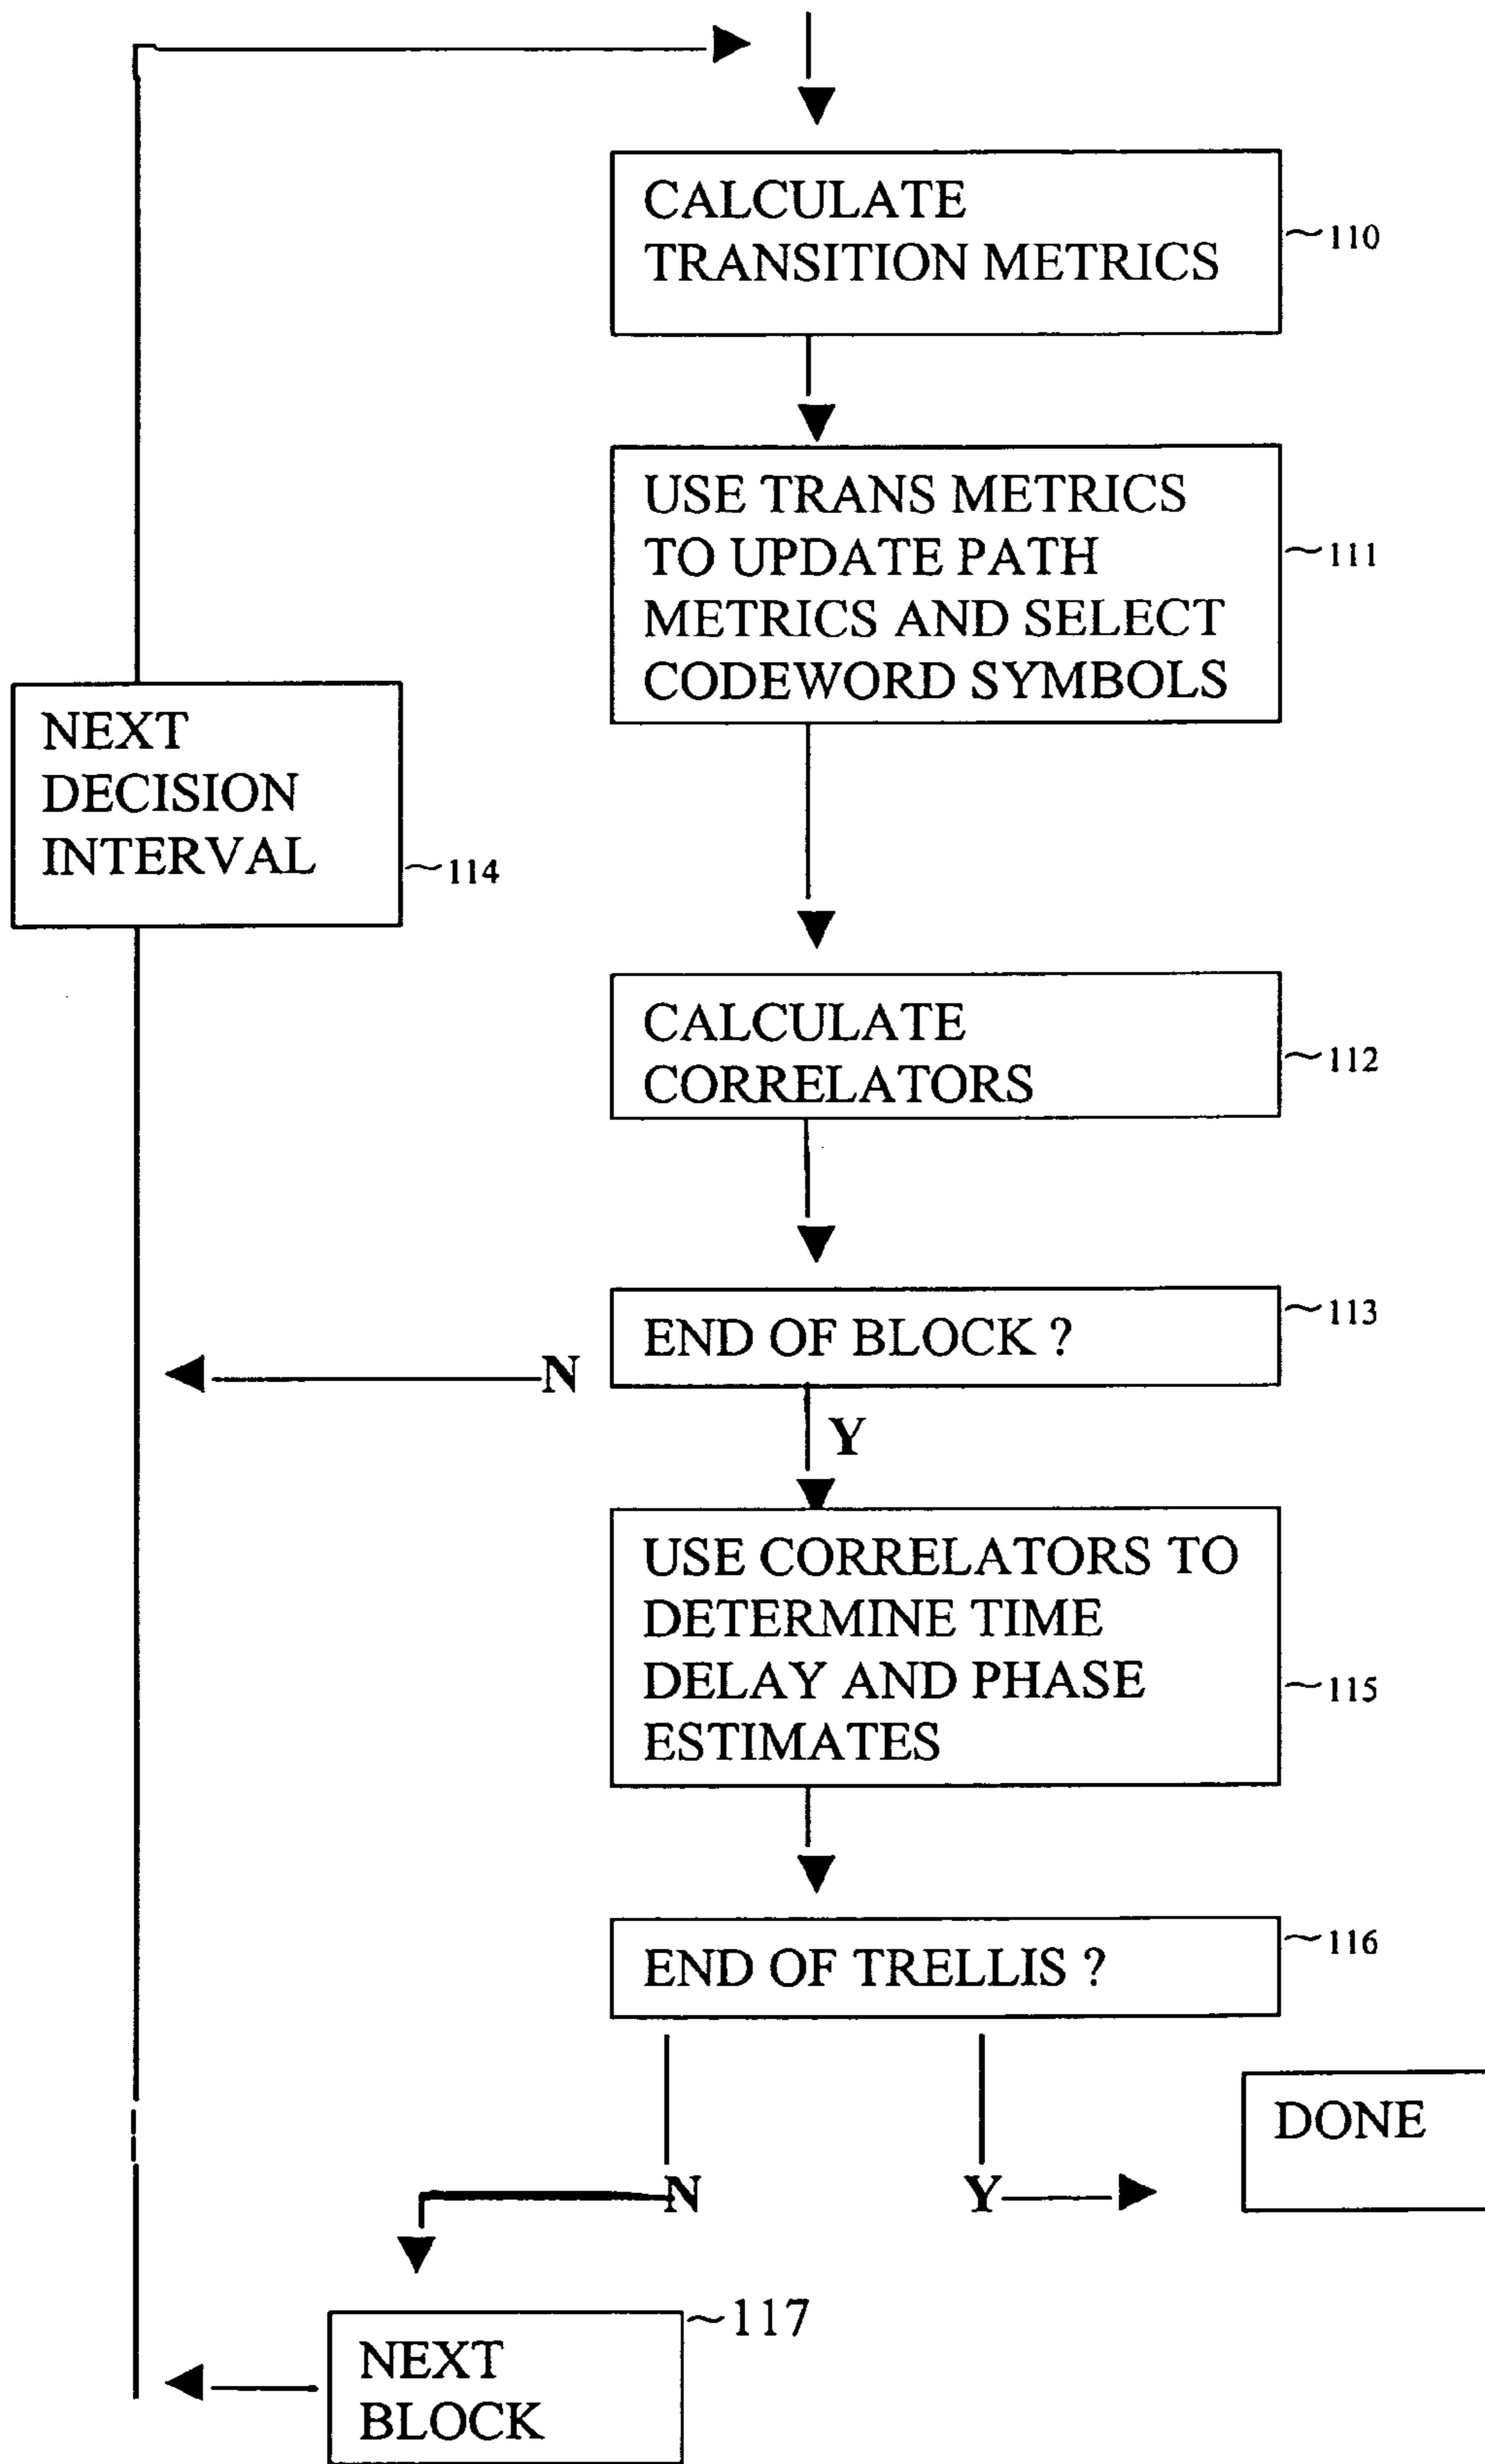 CALCULATE
TRANSITION METRICS
~110
USE TRANS METRICS
TO UPDATE PATH
METRICS AND SELECT
CODEWORD SYMBOLS
~111
NEXT
DECISION
INTERVAL
~114
CALCULATE
CORRELATORS
~112
END OF BLOCK ?
~113
N
Y
USE CORRELATORS TO
DETERMINE TIME
DELAY AND PHASE
ESTIMATES
~115
END OF TRELLIS ?
~116
DONE
N
Y
~117
NEXT
BLOCK